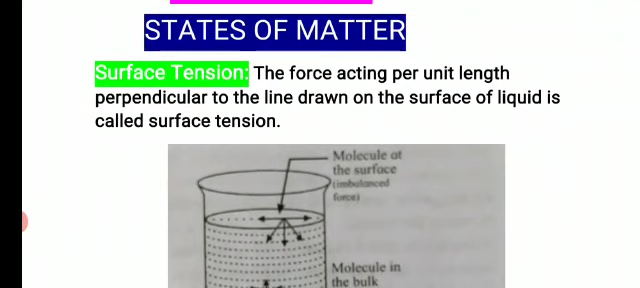 STATES OF MATTER
Surface Tension: The force acting per unit length
perpendicular to the line drawn on the surface of liquid is
called surface tension.
Molecule at
the surface
(imbalanced
force)
Molecule in
the bulk